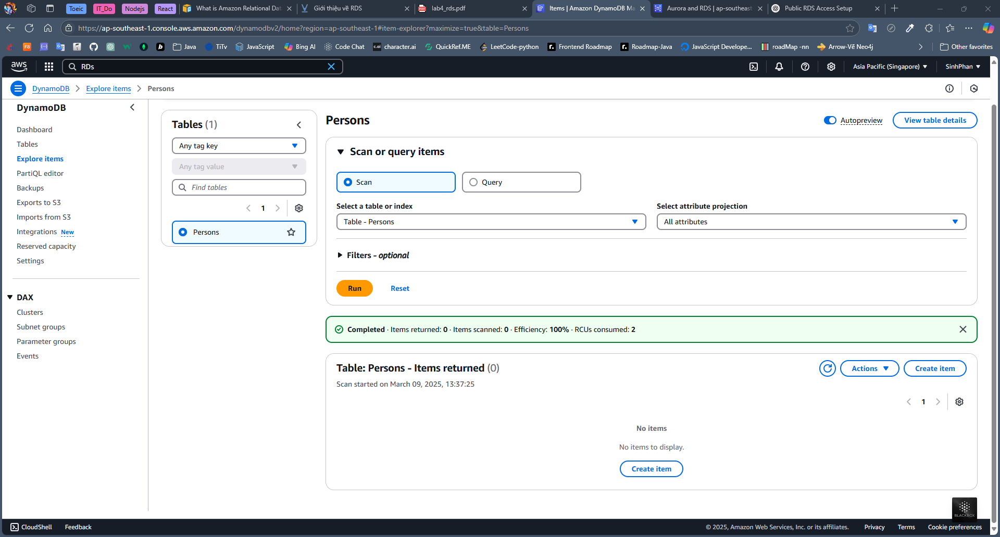 Toic
IT_Do
Nodejs
React
What is Amazon Relational Dat
Giới thiệu về RDS
lab4_rds.pdf
Items | Amazon DynamoDB Ma
Aurora and RDS | ap-southeast
Public RDS Access Setup
https://ap-southeast-1.console.aws.amazon.com/dynamodbv2/home?region=ap-southeast-1#item-explorer?maximize=true&table=Persons
F8
Java
TiTv
JavaScript
Bing AI
Code Chat
c.ai
character.ai
QuickRef.ME
LeetCode-python
Frontend Roadmap
Roadmap-Java
JavaScript Develope...
roadMap -nn
Arrow-Vẽ Neo4j
Other favorites
aws
RDs
Asia Pacific (Singapore)
SinhPhan
DynamoDB
Explore items
Persons
DynamoDB
Dashboard
Tables
Explore items
PartiQL editor
Backups
Exports to S3
Imports from S3
Integrations New
Reserved capacity
Settings
DAX
Clusters
Subnet groups
Parameter groups
Events
Tables (1)
Any tag key
Any tag value
Find tables
1
Persons
Persons
Autopreview
View table details
Scan or query items
Scan
Query
Select a table or index
Table - Persons
Select attribute projection
All attributes
Filters - optional
Run
Reset
Completed · Items returned: 0 · Items scanned: 0 · Efficiency: 100% · RCUs consumed: 2
Table: Persons - Items returned (0)
Scan started on March 09, 2025, 13:37:25
Actions
Create item
1
No items
No items to display.
Create item
BLACKBOX
CloudShell
Feedback
© 2025, Amazon Web Services, Inc. or its affiliates.
Privacy
Terms
Cookie preferences